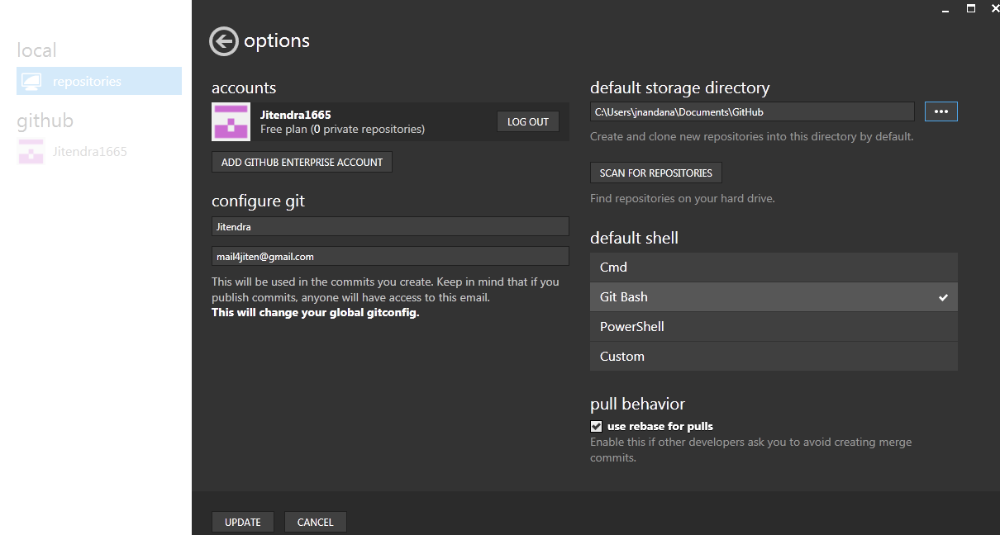 local
repositories
github
Jitendra1665
options
accounts
Jitendra1665
Free plan (0 private repositories)
LOG OUT
ADD GITHUB ENTERPRISE ACCOUNT
configure git
Jitendra
mail4jiten@gmail.com
This will be used in the commits you create. Keep in mind that if you
publish commits, anyone will have access to this email.
This will change your global gitconfig.
default storage directory
C:\Users\jnandana\Documents\GitHub
Create and clone new repositories into this directory by default.
SCAN FOR REPOSITORIES
Find repositories on your hard drive.
default shell
Cmd
Git Bash
PowerShell
Custom
pull behavior
use rebase for pulls
Enable this if other developers ask you to avoid creating merge
commits.
UPDATE
CANCEL